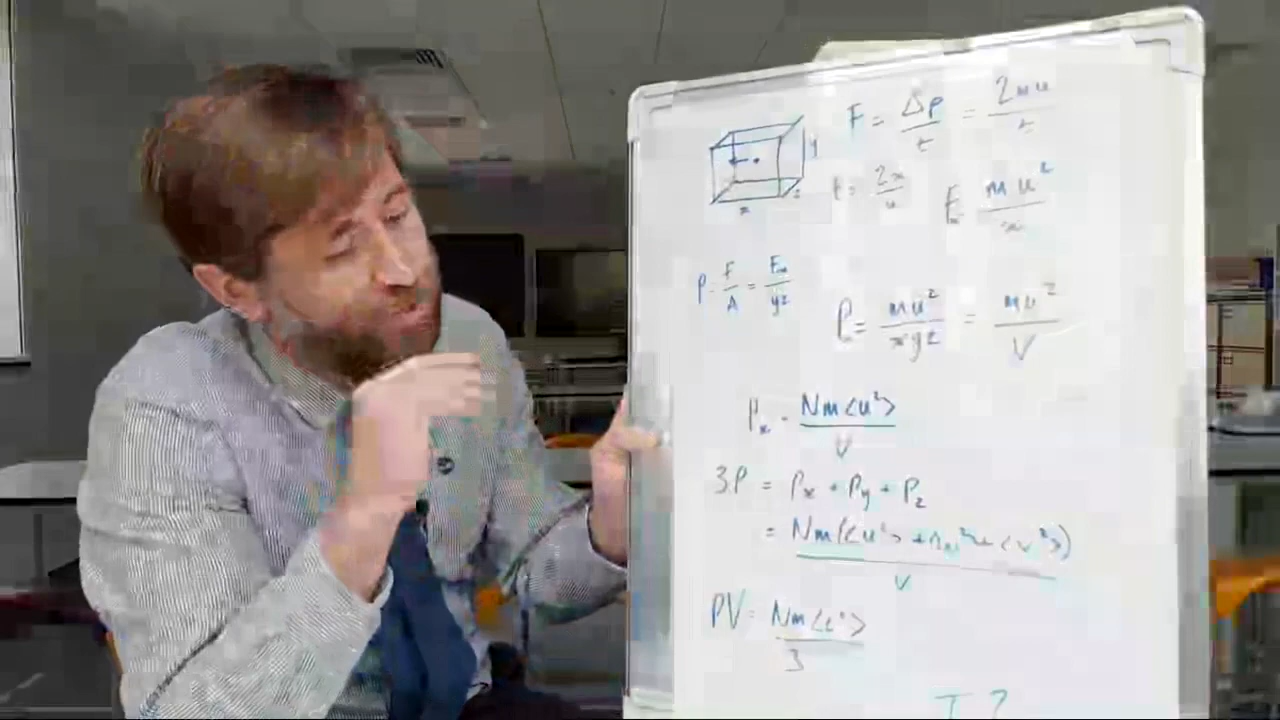 F = Δp/t = 2mu/t
y
z
x
t = 2x/u
F = mu²/x
P = F/A = Fx/yz
P = mu²/xyz = mu²/V
Px = Nm<u²>/V
3P = Px + Py + Pz
= Nm(<u²> + <v²>)/V
PV = Nm<c²>/3
T?